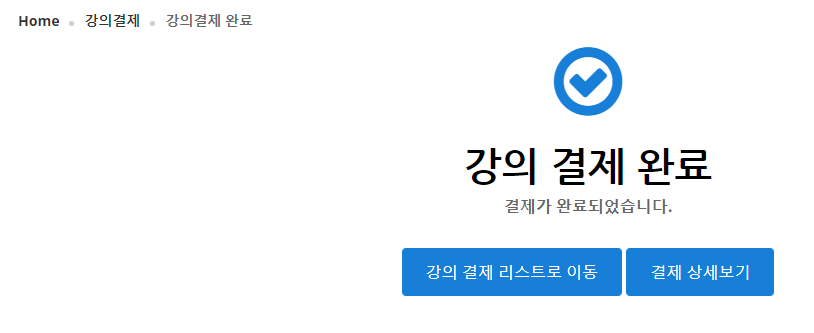 Home 강의결제 강의결제 완료
강의 결제 완료
결제가 완료되었습니다.
강의 결제 리스트로 이동 결제 상세보기